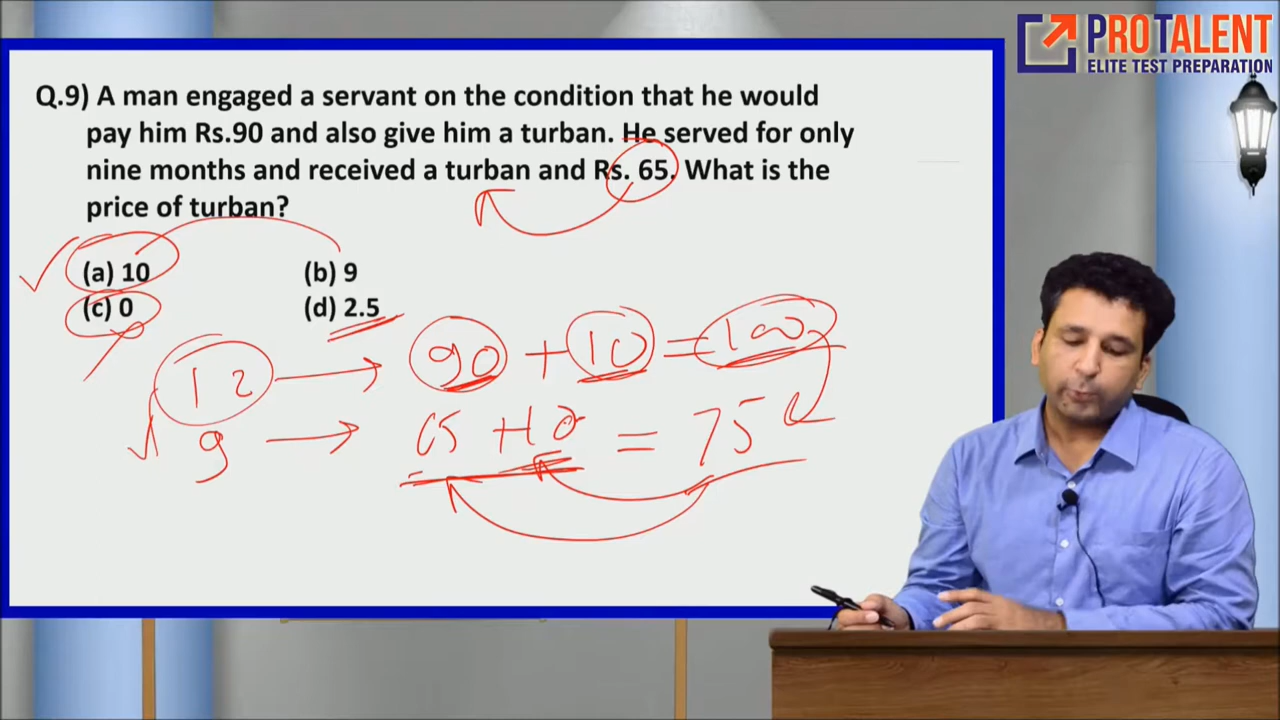 PROTALENT
ELITE TEST PREPARATION
Q.9) A man engaged a servant on the condition that he would
pay him Rs.90 and also give him a turban. He served for only
nine months and received a turban and Rs. 65. What is the
price of turban?
(a) 10 (b) 9
(c) 0 (d) 2.5
12 → 90 + 10 = 100
9 → 65 + 10 = 75